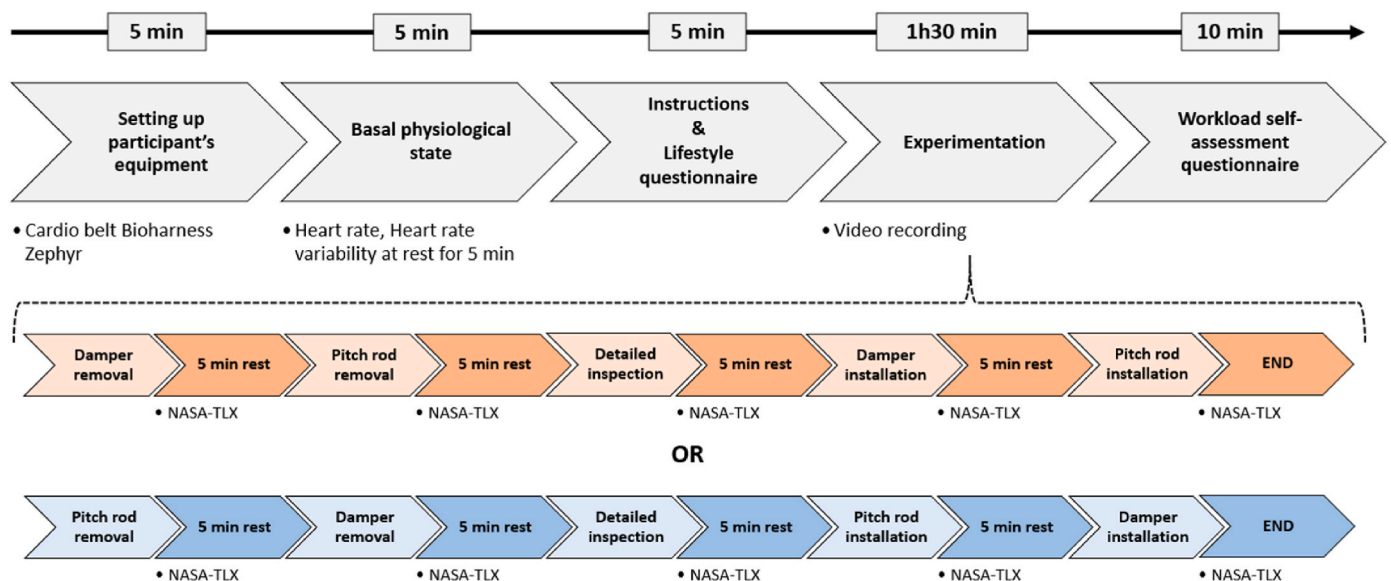 5 min
5 min
5 min
1h30 min
10 min
Setting up
participant's
equipment
Basal physiological
state
Instructions
&
Lifestyle
questionnaire
Experimentation
Workload self-
assessment
questionnaire
• Cardio belt Bioharness
Zephyr
• Heart rate, Heart rate
variability at rest for 5 min
• Video recording
Damper
removal
5 min rest
Pitch rod
removal
5 min rest
Detailed
inspection
5 min rest
Damper
installation
5 min rest
Pitch rod
installation
END
• NASA-TLX
• NASA-TLX
• NASA-TLX
• NASA-TLX
• NASA-TLX
OR
Pitch rod
removal
5 min rest
Damper
removal
5 min rest
Detailed
inspection
5 min rest
Pitch rod
installation
5 min rest
Damper
installation
END
• NASA-TLX
• NASA-TLX
• NASA-TLX
• NASA-TLX
• NASA-TLX